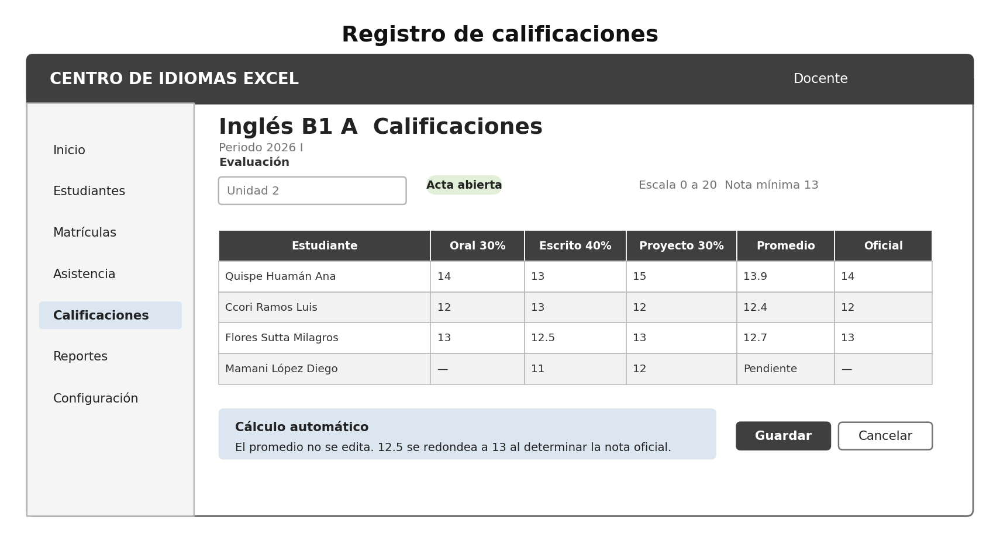 Registro de calificaciones
CENTRO DE IDIOMAS EXCEL
Docente
Inicio
Estudiantes
Matrículas
Asistencia
Calificaciones
Reportes
Configuración
Inglés B1 A  Calificaciones
Periodo 2026 I
Evaluación
Unidad 2
Acta abierta
Escala 0 a 20  Nota mínima 13
Estudiante Oral 30% Escrito 40% Proyecto 30% Promedio Oficial
Quispe Huamán Ana 14 13 15 13.9 14
Ccori Ramos Luis 12 13 12 12.4 12
Flores Sutta Milagros 13 12.5 13 12.7 13
Mamani López Diego — 11 12 Pendiente —
Cálculo automático
El promedio no se edita. 12.5 se redondea a 13 al determinar la nota oficial.
Guardar
Cancelar